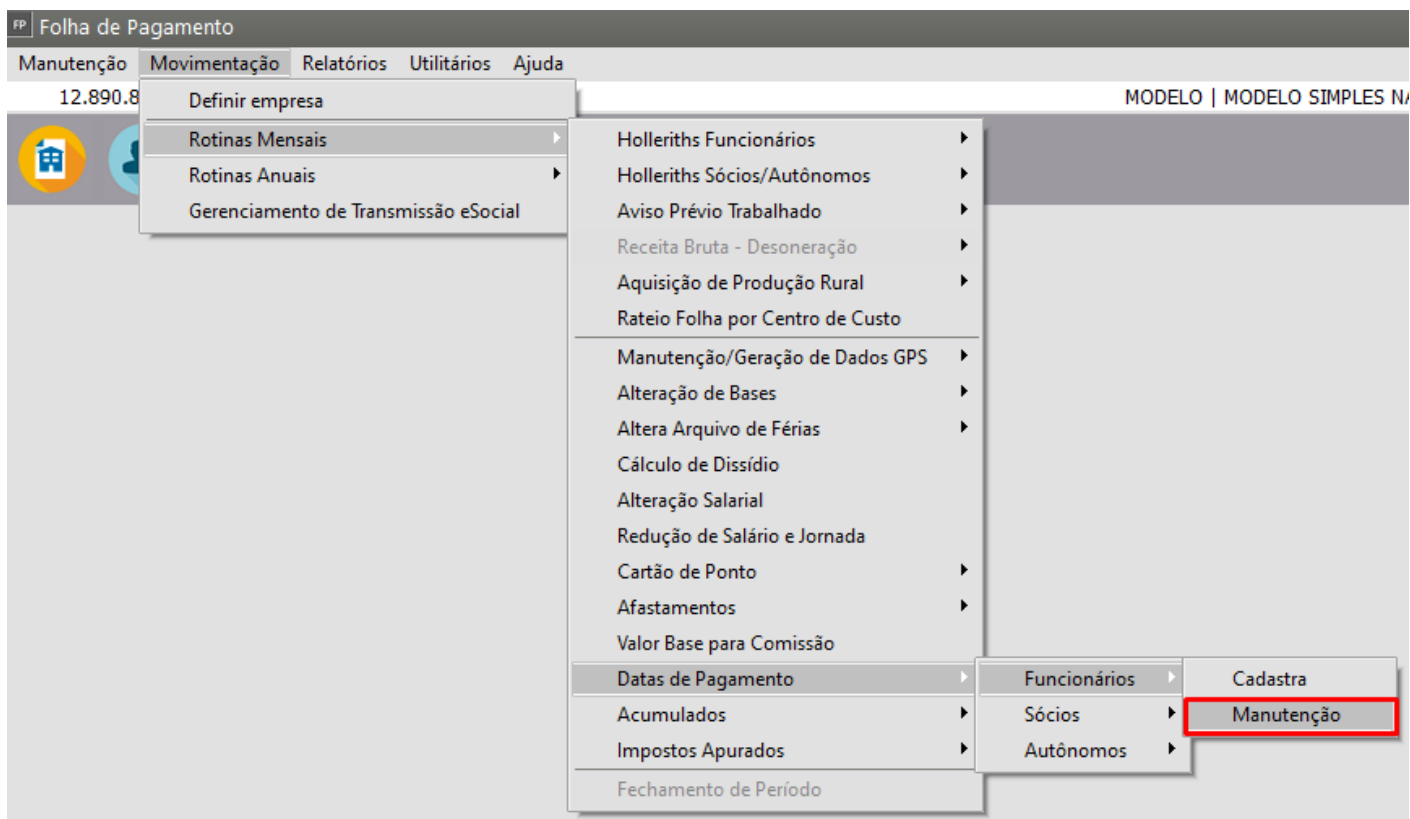 FP Folha de Pagamento
Manutenção Movimentação Relatórios Utilitários Ajuda
12.890.8
MODELO | MODELO SIMPLES NA
Definir empresa
Rotinas Mensais
Rotinas Anuais
Gerenciamento de Transmissão eSocial
Holleriths Funcionários
Holleriths Sócios/Autônomos
Aviso Prévio Trabalhado
Receita Bruta - Desoneração
Aquisição de Produção Rural
Rateio Folha por Centro de Custo
Manutenção/Geração de Dados GPS
Alteração de Bases
Altera Arquivo de Férias
Cálculo de Dissídio
Alteração Salarial
Redução de Salário e Jornada
Cartão de Ponto
Afastamentos
Valor Base para Comissão
Datas de Pagamento
Acumulados
Impostos Apurados
Fechamento de Período
Funcionários
Sócios
Autônomos
Cadastra
Manutenção